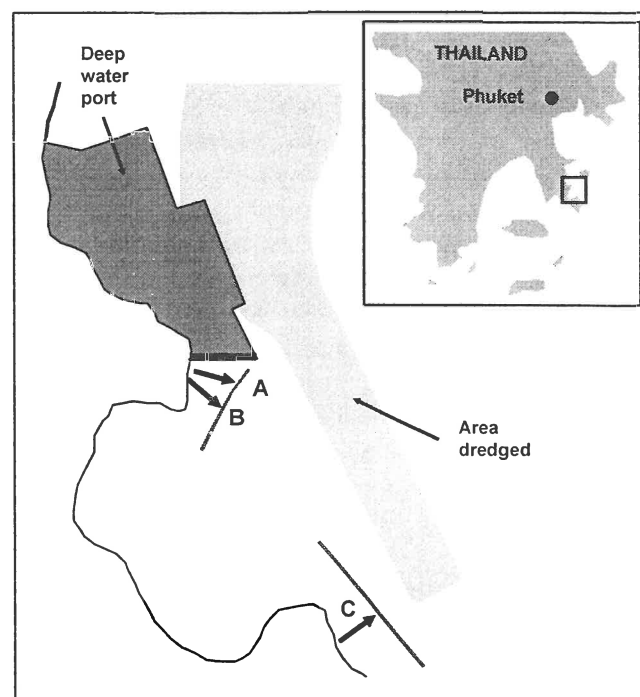 Deep
water
port
THAILAND
Phuket
A
B
Area
dredged
C